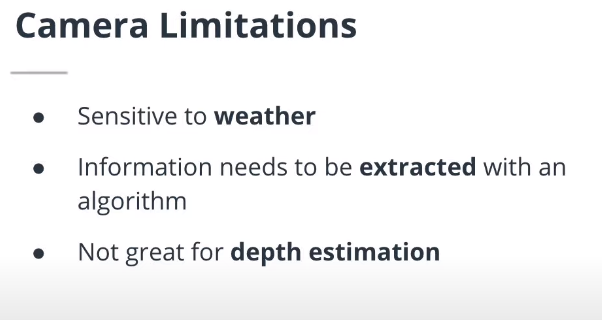 Camera Limitations
● Sensitive to weather
● Information needs to be extracted with an
algorithm
● Not great for depth estimation